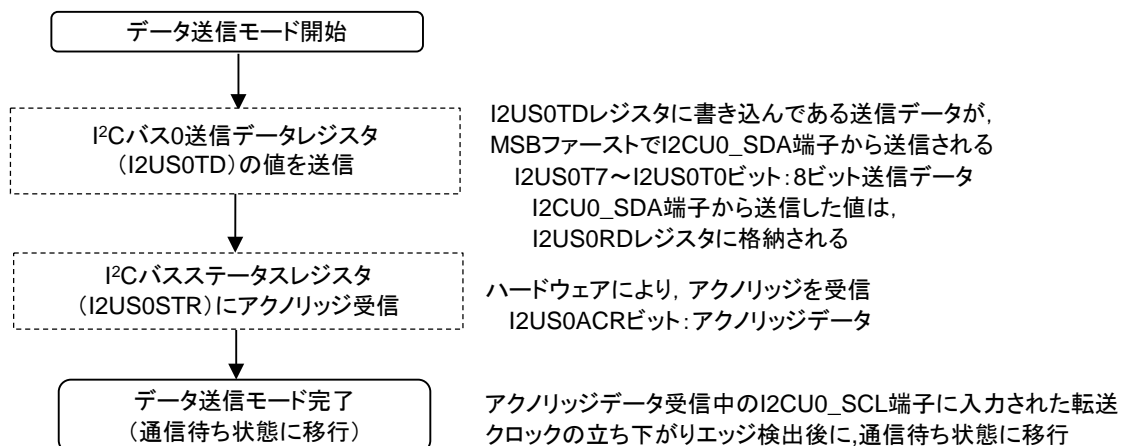 データ送信モード開始
I²Cバス0送信データレジスタ
（I2US0TD）の値を送信
I2US0TDレジスタに書き込んである送信データが，
MSBファーストでI2CU0_SDA端子から送信される
I2US0T7～I2US0T0ビット：8ビット送信データ
I2CU0_SDA端子から送信した値は，
I2US0RDレジスタに格納される
I²Cバスステータスレジスタ
（I2US0STR）にアクノリッジ受信
ハードウェアにより，アクノリッジを受信
I2US0ACRビット：アクノリッジデータ
データ送信モード完了
（通信待ち状態に移行）
アクノリッジデータ受信中のI2CU0_SCL端子に入力された転送
クロックの立ち下がりエッジ検出後に,通信待ち状態に移行